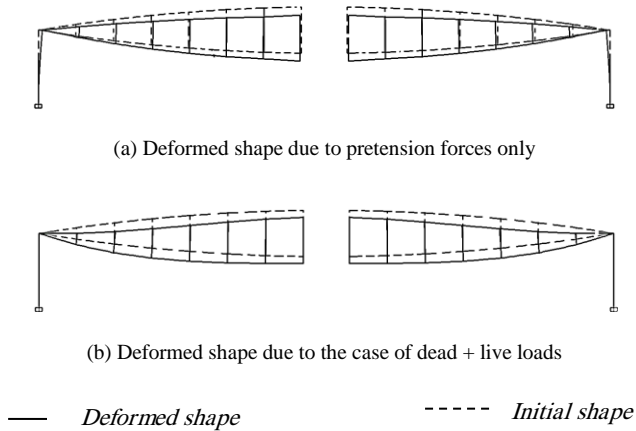 (a) Deformed shape due to pretension forces only
(b) Deformed shape due to the case of dead + live loads
Deformed shape
Initial shape